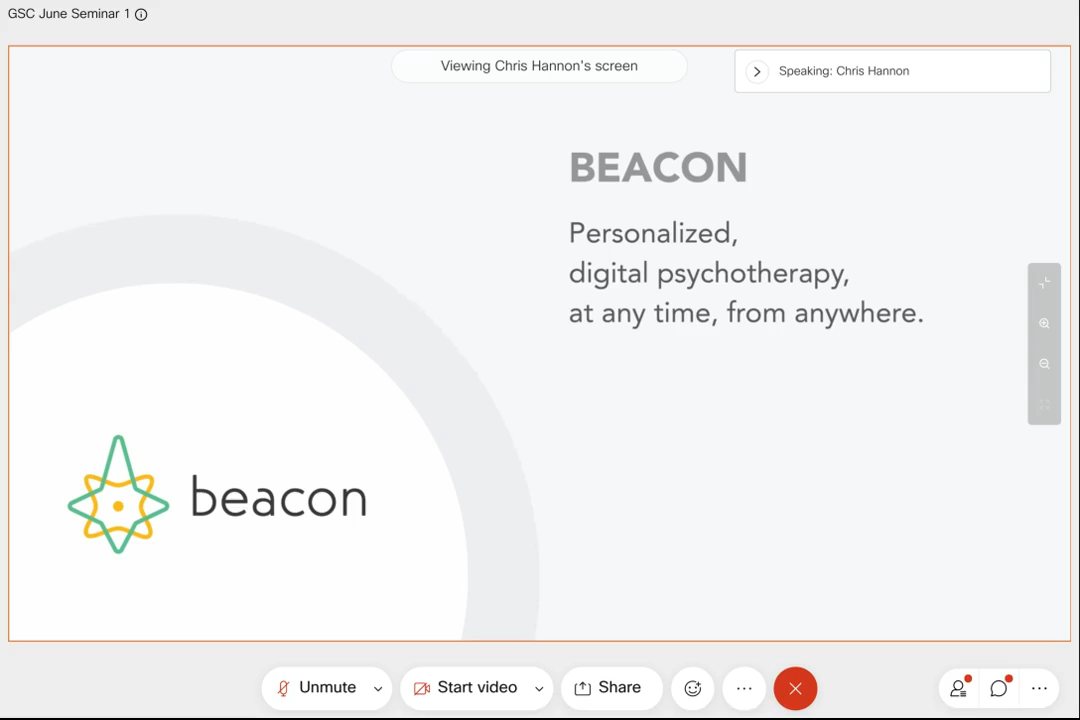 GSC June Seminar 1
Viewing Chris Hannon's screen
Speaking: Chris Hannon
BEACON
Personalized,
digital psychotherapy,
at any time, from anywhere.
beacon
Unmute
Start video
Share